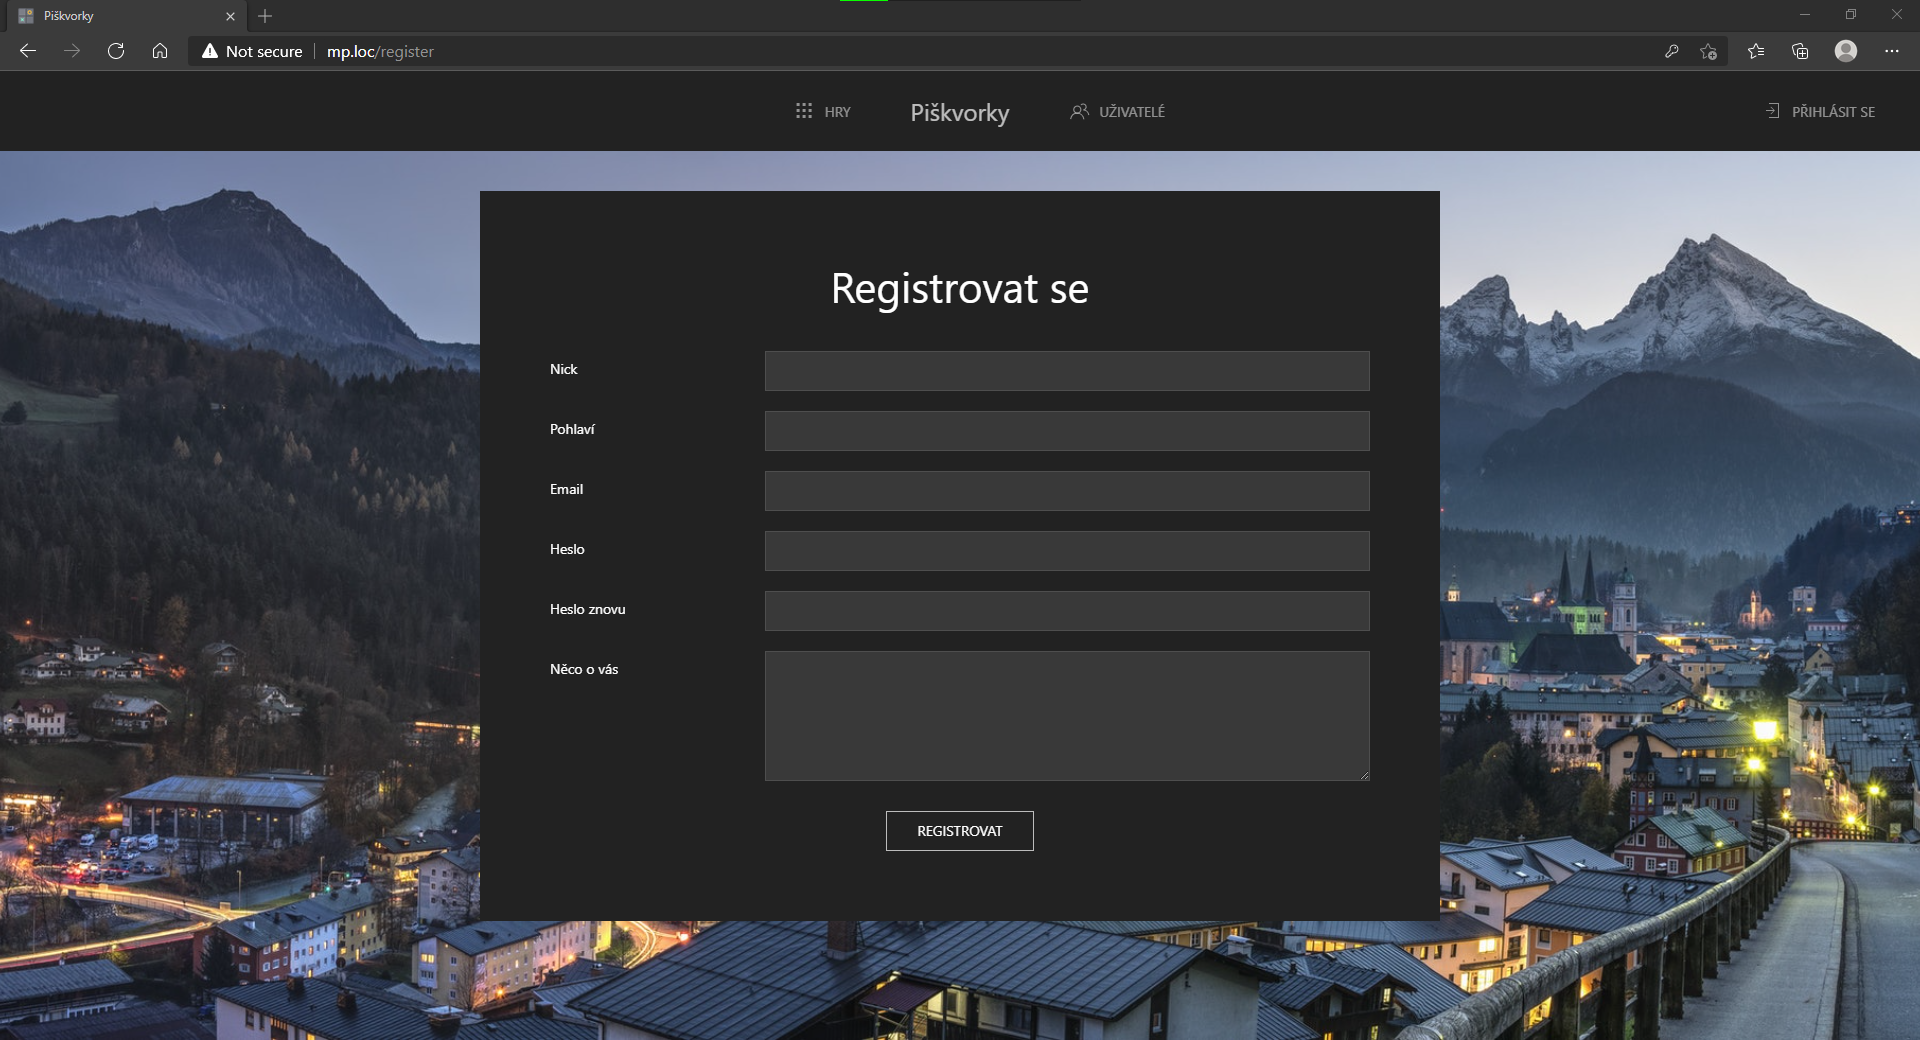 Piškvorky
Not secure
mp.loc/register
HRY
Piškvorky
UŽIVATELÉ
PŘIHLÁSIT SE
Registrovat se
Nick
Pohlaví
Email
Heslo
Heslo znovu
Něco o vás
REGISTROVAT